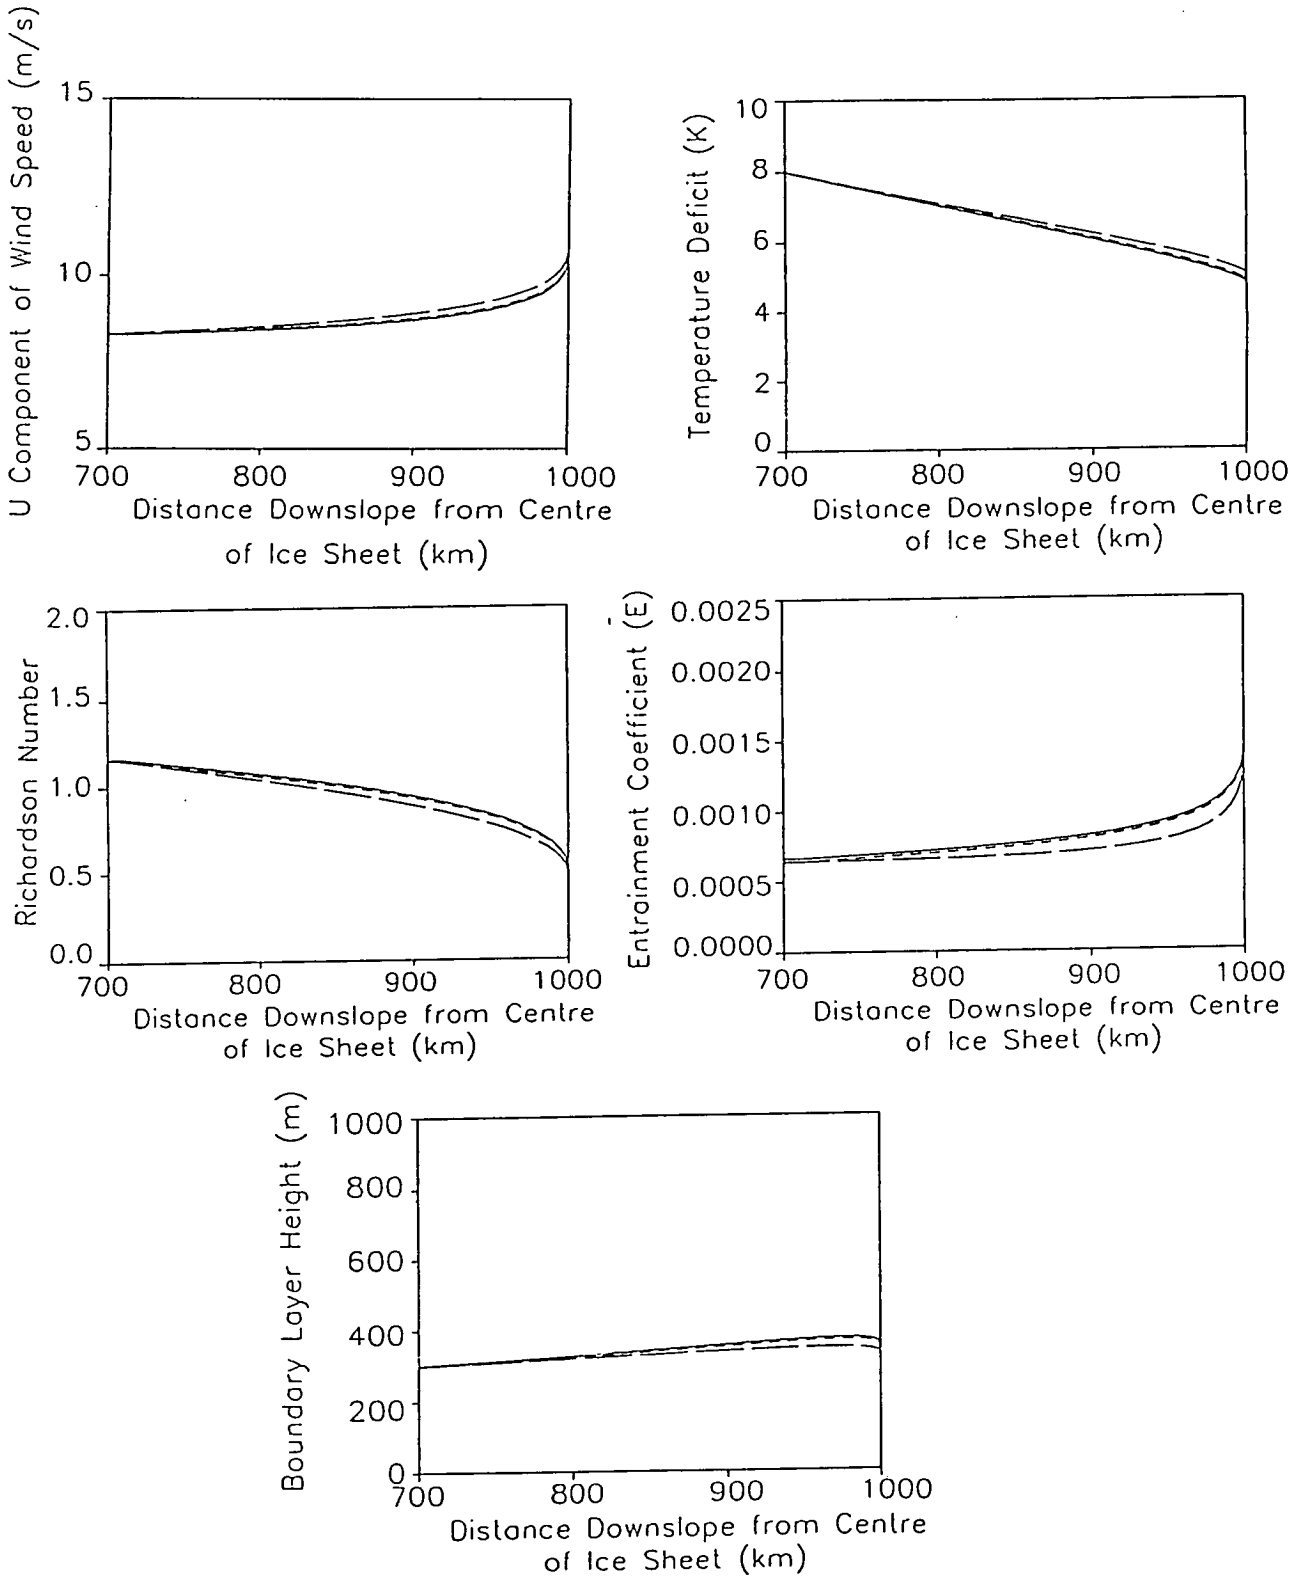 U Component of Wind Speed (m/s)
15
10
5
700 800 900 1000
Distance Downslope from Centre
of Ice Sheet (km)
Temperature Deficit (K)
10
8
6
4
2
0
700 800 900 1000
Distance Downslope from Centre
of Ice Sheet (km)
Richardson Number
2.0
1.5
1.0
0.5
0.0
700 800 900 1000
Distance Downslope from Centre
of Ice Sheet (km)
Entrainment Coefficient (E)
0.0025
0.0020
0.0015
0.0010
0.0005
0.0000
700 800 900 1000
Distance Downslope from Centre
of Ice Sheet (km)
Boundary Layer Height (m)
1000
800
600
400
200
0
700 800 900 1000
Distance Downslope from Centre
of Ice Sheet (km)